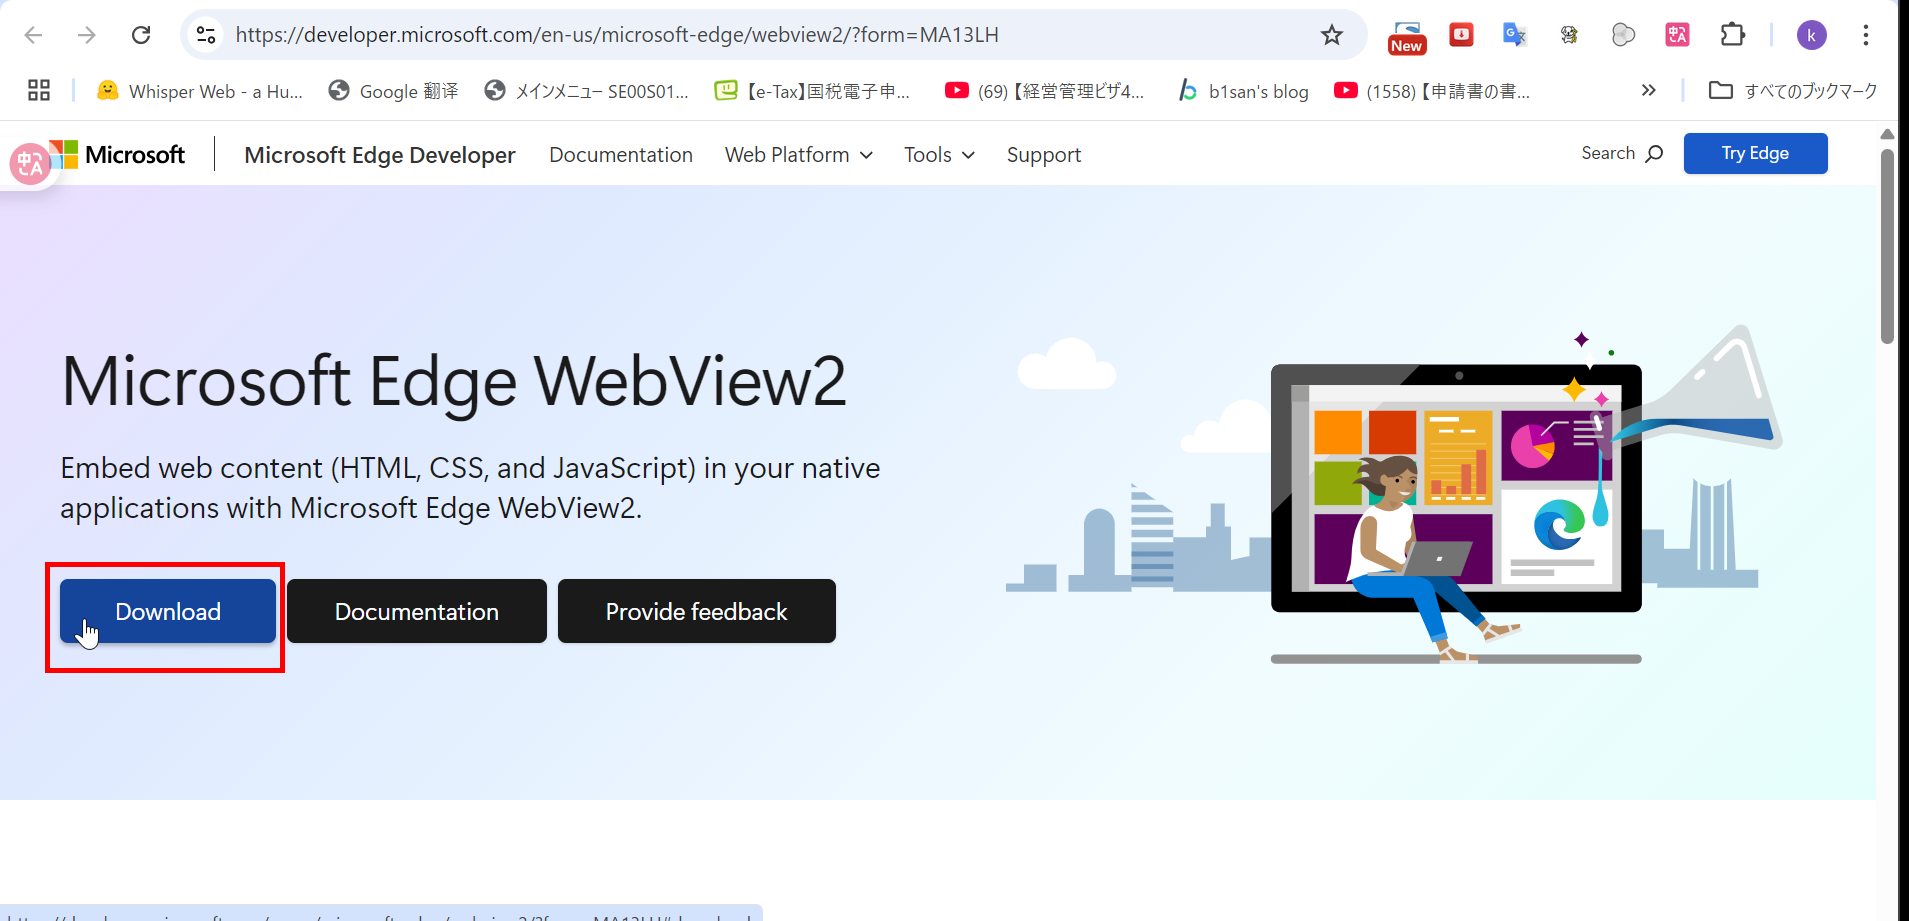 https://developer.microsoft.com/en-us/microsoft-edge/webview2/?form=MA13LH
New
k
Whisper Web - a Hu...
Google 翻译
メインメニュー SE00S01...
【e-Tax】国税電子申...
(69)【経営管理ビザ4...
b1san's blog
(1558)【申請書の書...
すべてのブックマーク
Microsoft
Microsoft Edge Developer
Documentation
Web Platform
Tools
Support
Search
Try Edge
Microsoft Edge WebView2
Embed web content (HTML, CSS, and JavaScript) in your native
applications with Microsoft Edge WebView2.
Download
Documentation
Provide feedback